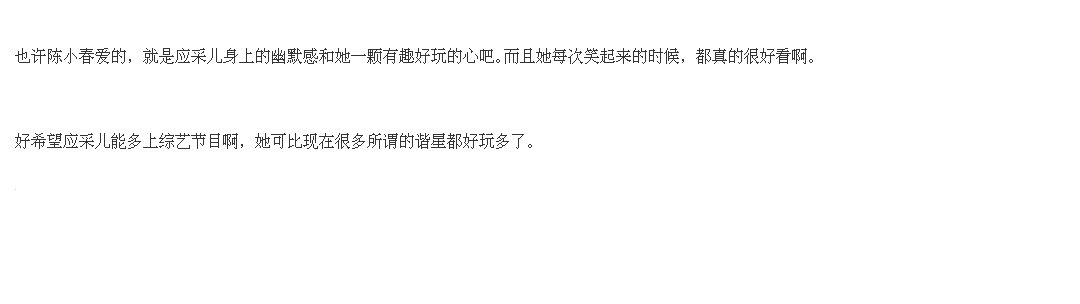 也许陈小春爱的，就是应采儿身上的幽默感和她一颗有趣好玩的心吧。而且她每次笑起来的时候，都真的很好看啊。
好希望应采儿能多上综艺节目啊，她可比现在很多所谓的谐星都好玩多了。